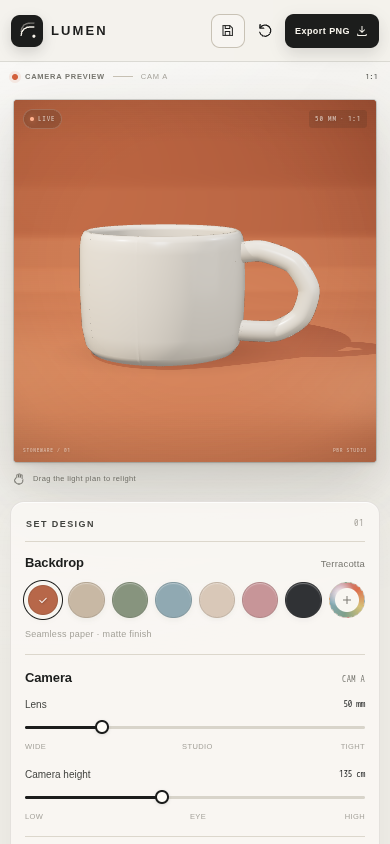 LUMEN
Export PNG
CAMERA PREVIEW CAM A 1:1
LIVE 50 MM · 1:1
STONEWARE / 01 PBR STUDIO
Drag the light plan to relight
SET DESIGN 01
Backdrop Terracotta
Seamless paper · matte finish
Camera CAM A
Lens 50 mm
WIDE STUDIO TIGHT
Camera height 135 cm
LOW EYE HIGH